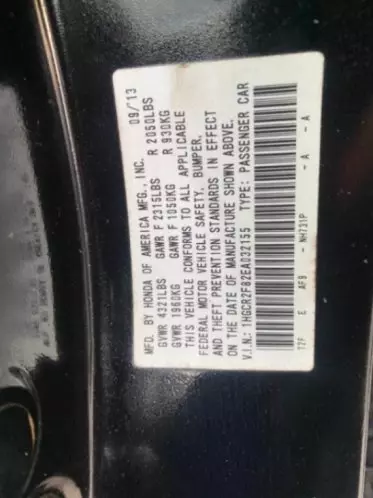 MFD. BY HONDA OF AMERICA MFG., INC. 09/13
GVWR 4321LBS GAWR F 2315LBS R 2050LBS
GVWR 1960KG GAWR F 1050KG R 930KG
THIS VEHICLE CONFORMS TO ALL APPLICABLE
FEDERAL MOTOR VEHICLE SAFETY, BUMPER,
AND THEFT PREVENTION STANDARDS IN EFFECT
ON THE DATE OF MANUFACTURE SHOWN ABOVE.
V.I.N.: 1HGCR2F82EA032155 TYPE: PASSENGER CAR
T2F E AF9 - NH731P - A - A